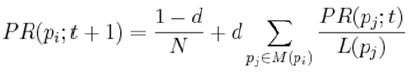 PR(p_i; t + 1) = \frac{1 - d}{N} + d \sum_{p_j \in M(p_i)} \frac{PR(p_j; t)}{L(p_j)}